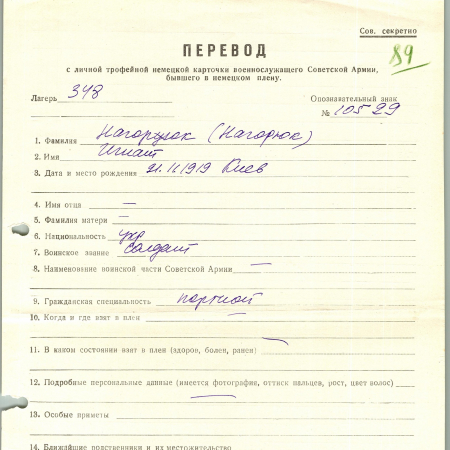 Сов. секретно
89
ПЕРЕВОД
с личной трофейной немецкой карточки военнослужащего Советской Армии,
бывшего в немецком плену.
Лагерь 348
Опознавательный знак
№ 10529
1. Фамилия Нагорнюк (Нагорюк)
2. Имя Игнат
3. Дата и место рождения 21.11.1919 Киев
4. Имя отца —
5. Фамилия матери —
6. Национальность укр
7. Воинское звание солдат
8. Наименование воинской части Советской Армии —
9. Гражданская специальность портной
10. Когда и где взят в плен —
11. В каком состоянии взят в плен (здоров, болен, ранен) —
12. Подробные персональные данные (имеется фотография, оттиск пальцев, рост, цвет волос)
—
13. Особые приметы
14. Ближайшие родственники и их местожительство